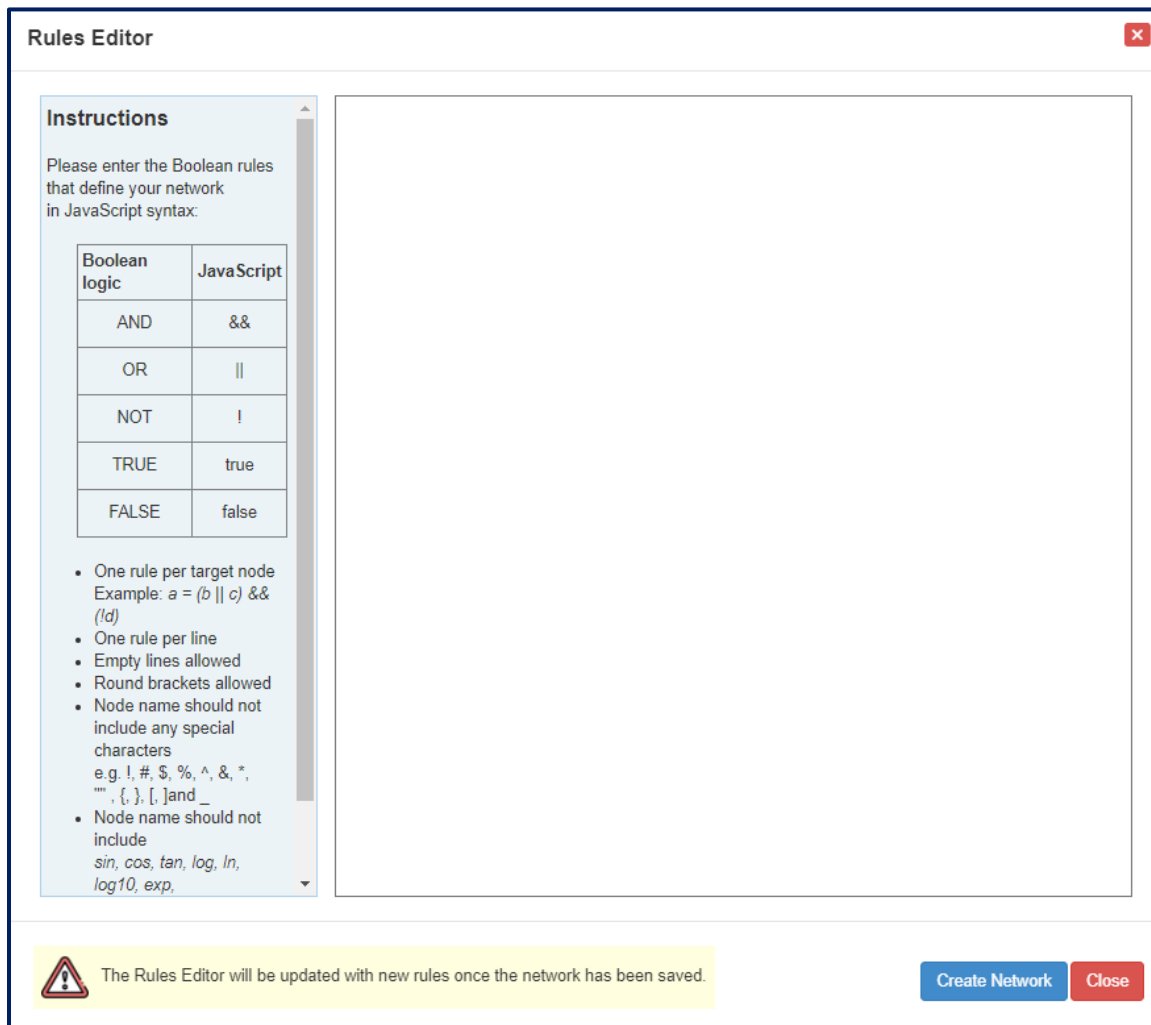 Rules Editor
Instructions
Please enter the Boolean rules
that define your network
in JavaScript syntax:
Boolean logic JavaScript
AND &&
OR ||
NOT !
TRUE true
FALSE false
• One rule per target node
Example: a = (b || c) &&
(!d)
• One rule per line
• Empty lines allowed
• Round brackets allowed
• Node name should not
include any special
characters
e.g. !, #, $, %, ^, &, *,
"" , {, }, [, ]and _
• Node name should not
include
sin, cos, tan, log, ln,
log10, exp,
The Rules Editor will be updated with new rules once the network has been saved.
Create Network Close